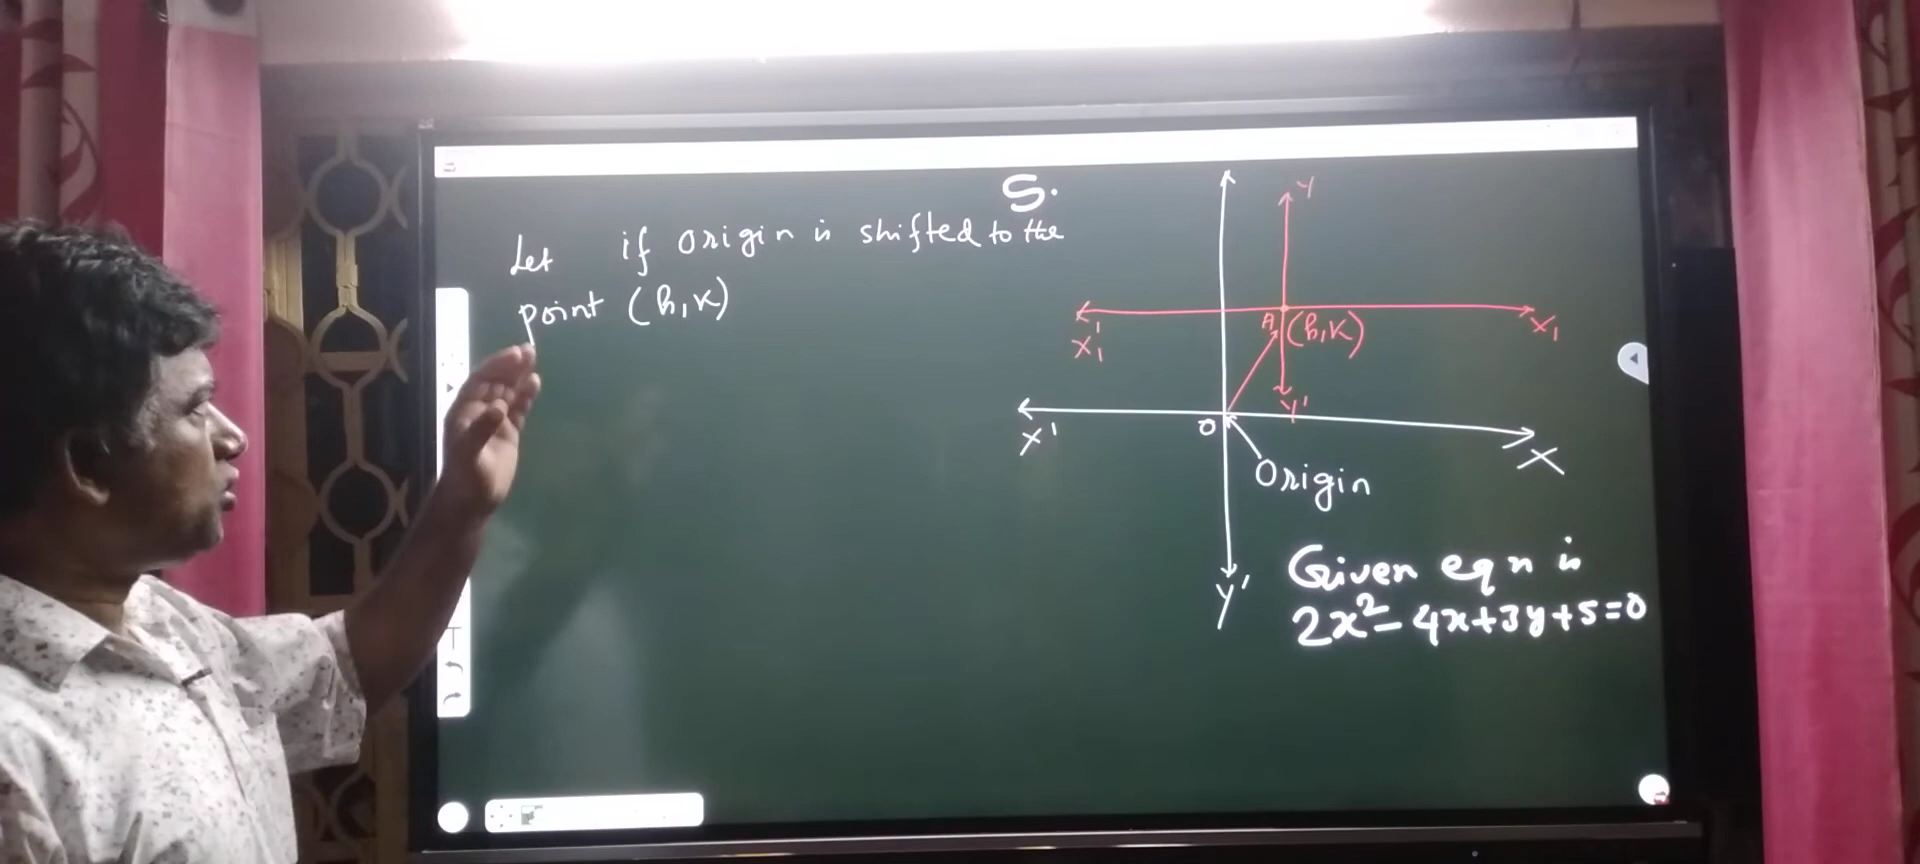 5.
Let if origin is shifted to the
point (h,k)
Y
X'₁
A (h,k)
X₁
Y'
X'
O
X
Origin
Y'
Given eqn is
2x²-4x+3y+5=0
T